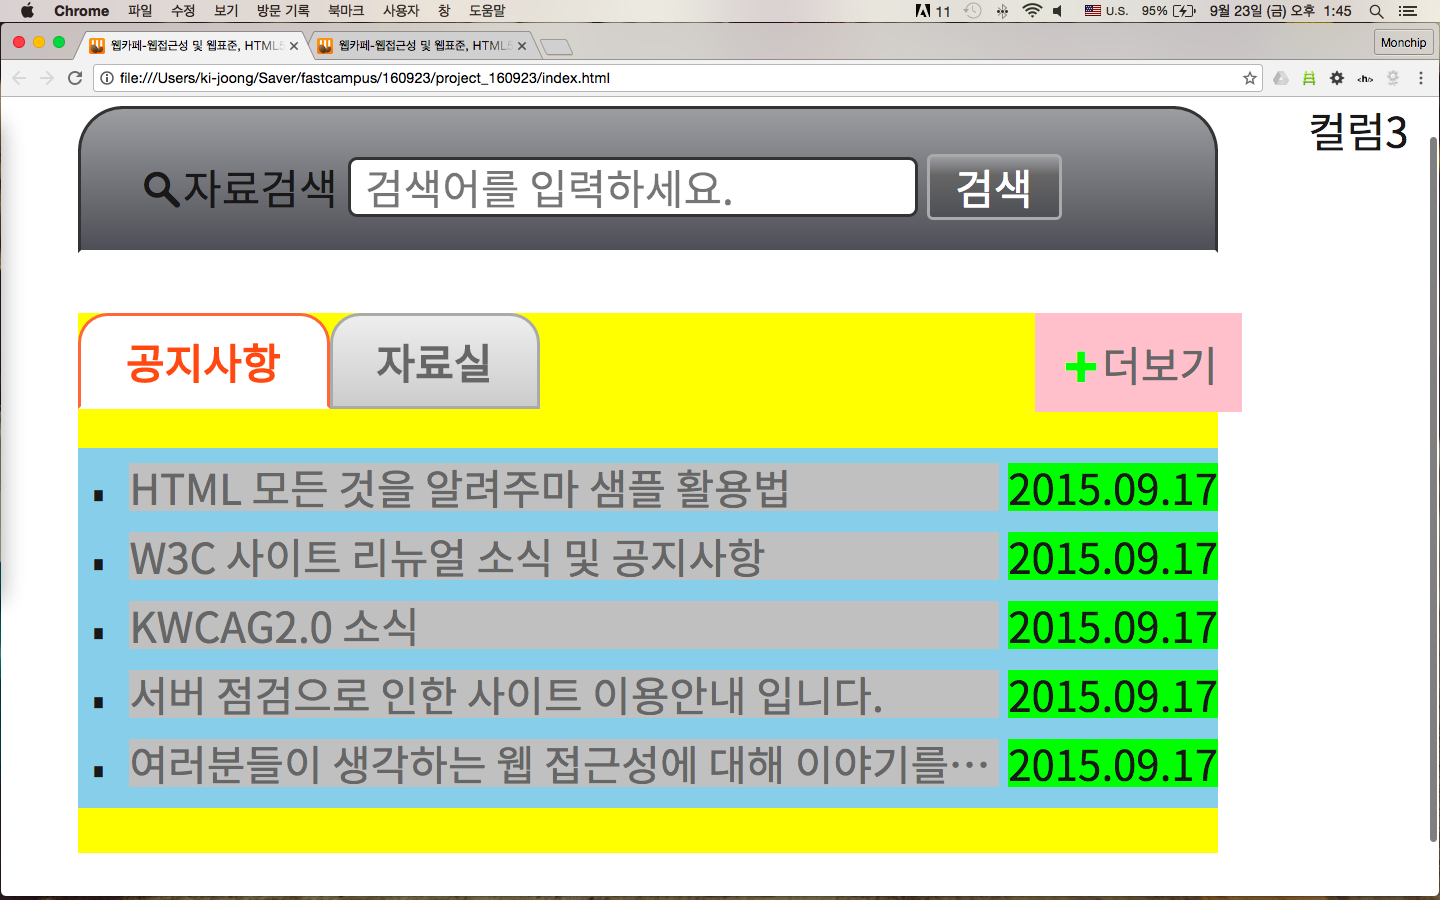 Chrome 파일 수정 보기 방문 기록 북마크 사용자 창 도움말 11 U.S. 95% 9월 23일 (금) 오후 1:45
웹카페-웹접근성 및 웹표준, HTML5 웹카페-웹접근성 및 웹표준, HTML5 Monchip
file:///Users/ki-joong/Saver/fastcampus/160923/project_160923/index.html
컬럼3
자료검색 검색어를 입력하세요. 검색
공지사항 자료실 +더보기
HTML 모든 것을 알려주마 샘플 활용법 2015.09.17
W3C 사이트 리뉴얼 소식 및 공지사항 2015.09.17
KWCAG2.0 소식 2015.09.17
서버 점검으로 인한 사이트 이용안내 입니다. 2015.09.17
여러분들이 생각하는 웹 접근성에 대해 이야기를… 2015.09.17